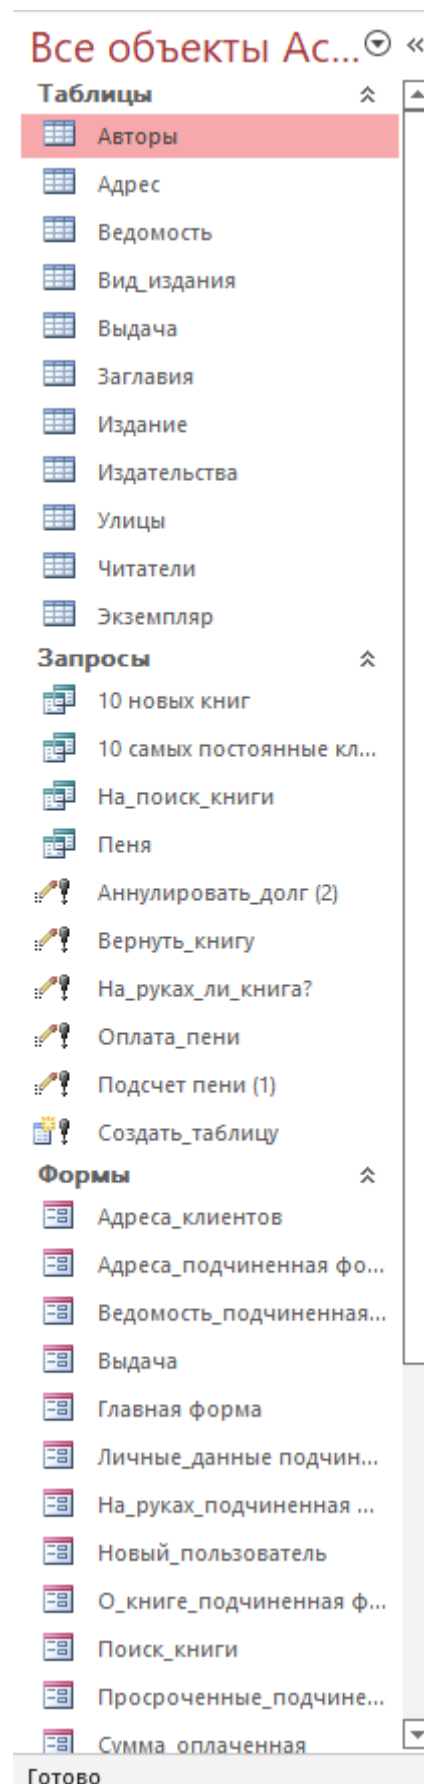 Все объекты Ac...
Таблицы
Авторы
Адрес
Ведомость
Вид_издания
Выдача
Заглавия
Издание
Издательства
Улицы
Читатели
Экземпляр
Запросы
10 новых книг
10 самых постоянные кл...
На_поиск_книги
Пеня
Аннулировать_долг (2)
Вернуть_книгу
На_руках_ли_книга?
Оплата_пени
Подсчет пени (1)
Создать_таблицу
Формы
Адреса_клиентов
Адреса_подчиненная фо...
Ведомость_подчиненная...
Выдача
Главная форма
Личные_данные подчин...
На_руках_подчиненная ...
Новый_пользователь
О_книге_подчиненная ф...
Поиск_книги
Просроченные_подчине...
Сумма_оплаченная
Готово